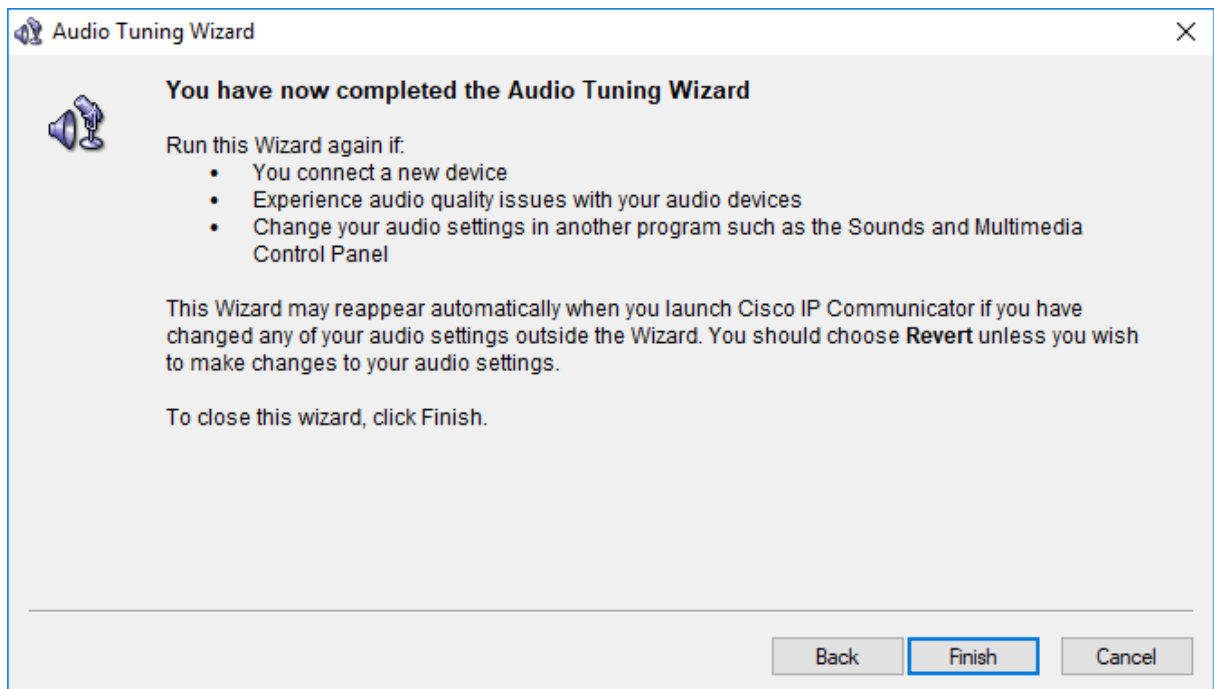 Audio Tuning Wizard
You have now completed the Audio Tuning Wizard
Run this Wizard again if:
• You connect a new device
• Experience audio quality issues with your audio devices
• Change your audio settings in another program such as the Sounds and Multimedia
Control Panel
This Wizard may reappear automatically when you launch Cisco IP Communicator if you have
changed any of your audio settings outside the Wizard. You should choose Revert unless you wish
to make changes to your audio settings.
To close this wizard, click Finish.
Back Finish Cancel